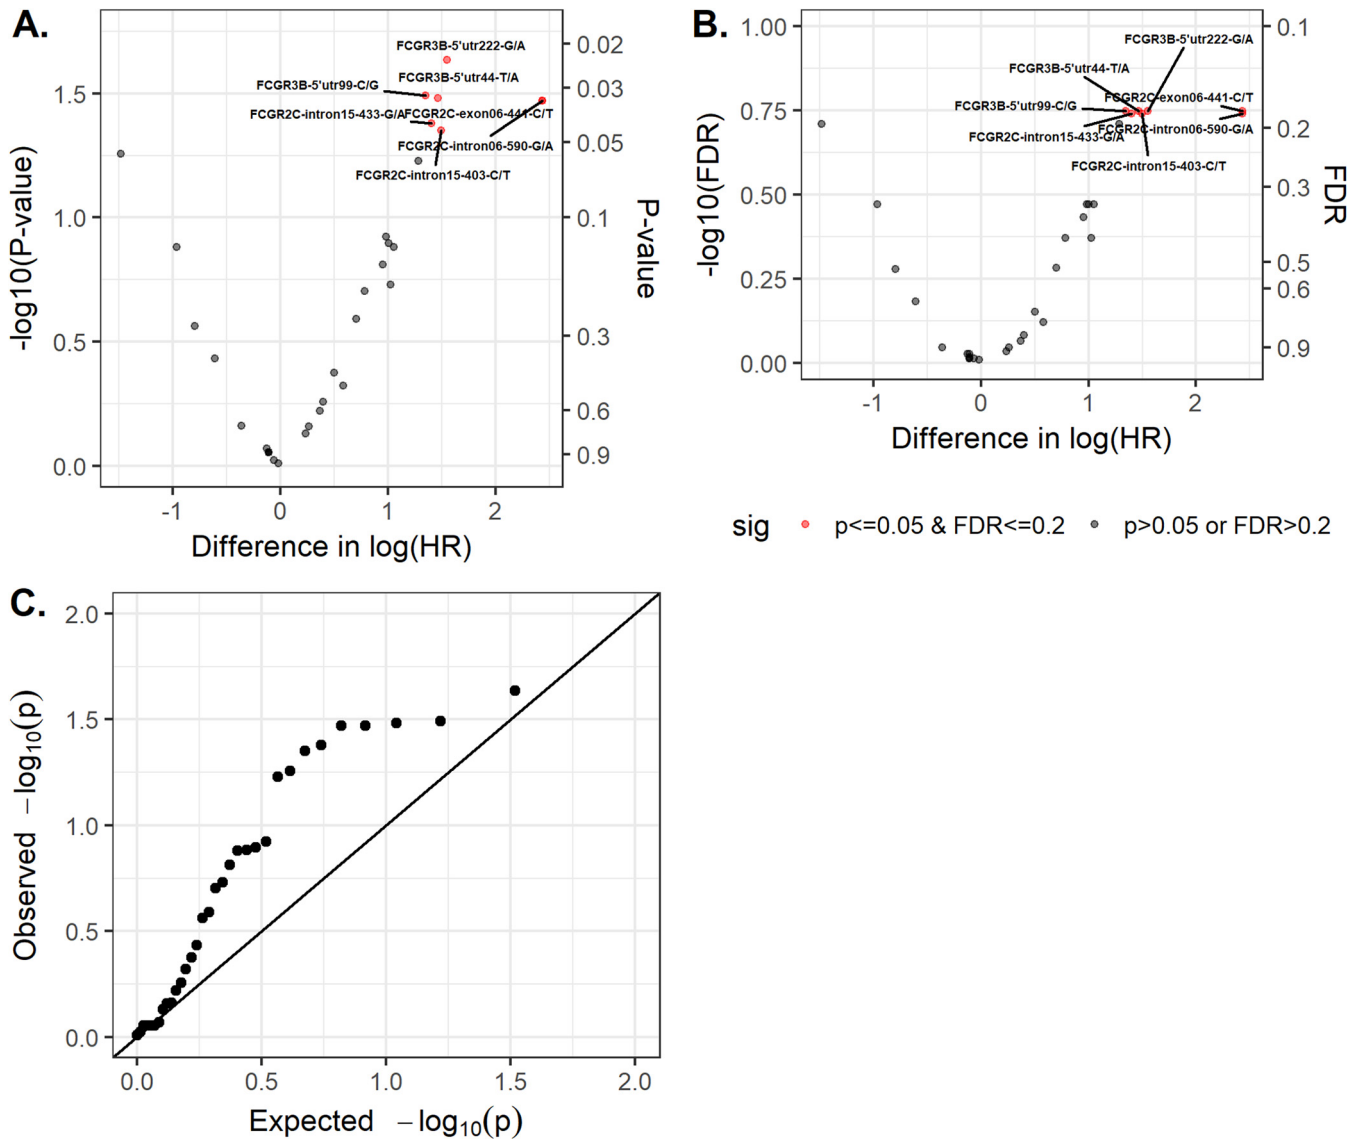 A.
FCGR3B-5'utr222-G/A
FCGR3B-5'utr44-T/A
FCGR3B-5'utr99-C/G
FCGR2C-intron15-433-G/A
FCGR2C-exon06-441-C/T
FCGR2C-intron06-590-G/A
FCGR2C-intron15-403-C/T
-log10(P-value)
1.5
1.0
0.5
0.0
0.02
0.03
0.05
0.1
0.3
0.6
0.9
P-value
-1 0 1 2
Difference in log(HR)
B.
FCGR3B-5'utr222-G/A
FCGR3B-5'utr44-T/A
FCGR2C-exon06-441-C/T
FCGR3B-5'utr99-C/G
FCGR2C-intron06-590-G/A
FCGR2C-intron15-433-G/A
FCGR2C-intron15-403-C/T
-log10(FDR)
1.00
0.75
0.50
0.25
0.00
0.1
0.2
0.3
0.5
0.6
0.9
FDR
-1 0 1 2
Difference in log(HR)
sig p<=0.05 & FDR<=0.2 p>0.05 or FDR>0.2
C.
Observed −log10(p)
2.0
1.5
1.0
0.5
0.0
0.0 0.5 1.0 1.5 2.0
Expected −log10(p)